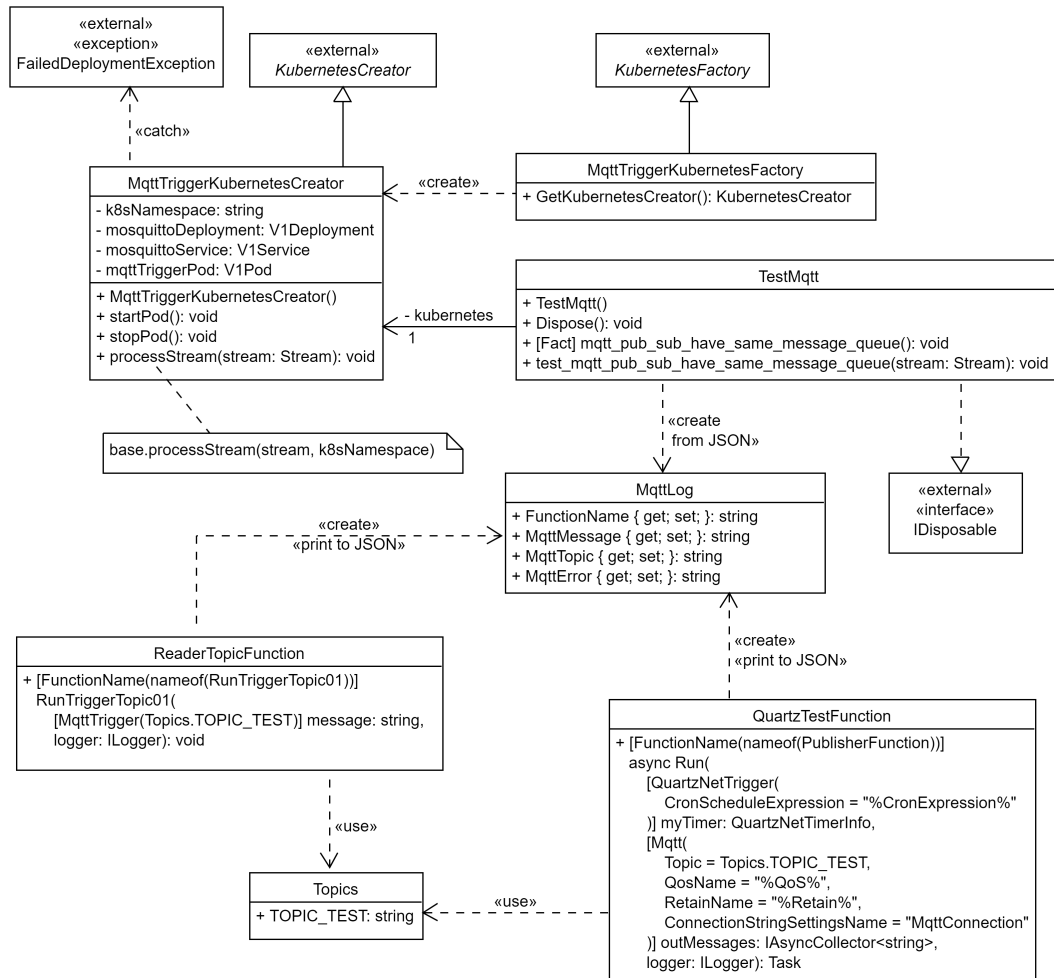 «external»
«exception»
FailedDeploymentException
«external»
KubernetesCreator
«external»
KubernetesFactory
«catch»
MqttTriggerKubernetesCreator
- k8sNamespace: string
- mosquittoDeployment: V1Deployment
- mosquittoService: V1Service
- mqttTriggerPod: V1Pod
+ MqttTriggerKubernetesCreator()
+ startPod(): void
+ stopPod(): void
+ processStream(stream: Stream): void
«create»
MqttTriggerKubernetesFactory
+ GetKubernetesCreator(): KubernetesCreator
- kubernetes
1
TestMqtt
+ TestMqtt()
+ Dispose(): void
+ [Fact] mqtt_pub_sub_have_same_message_queue(): void
+ test_mqtt_pub_sub_have_same_message_queue(stream: Stream): void
base.processStream(stream, k8sNamespace)
«create
from JSON»
MqttLog
+ FunctionName { get; set; }: string
+ MqttMessage { get; set; }: string
+ MqttTopic { get; set; }: string
+ MqttError { get; set; }: string
«external»
«interface»
IDisposable
«create»
«print to JSON»
ReaderTopicFunction
+ [FunctionName(nameof(RunTriggerTopic01))]
RunTriggerTopic01(
[MqttTrigger(Topics.TOPIC_TEST)] message: string,
logger: ILogger): void
«create»
«print to JSON»
QuartzTestFunction
+ [FunctionName(nameof(PublisherFunction))]
async Run(
[QuartzNetTrigger(
CronScheduleExpression = "%CronExpression%"
)] myTimer: QuartzNetTimerInfo,
[Mqtt(
Topic = Topics.TOPIC_TEST,
QosName = "%QoS%",
RetainName = "%Retain%",
ConnectionStringSettingsName = "MqttConnection"
)] outMessages: IAsyncCollector<string>,
logger: ILogger): Task
«use»
Topics
+ TOPIC_TEST: string
«use»